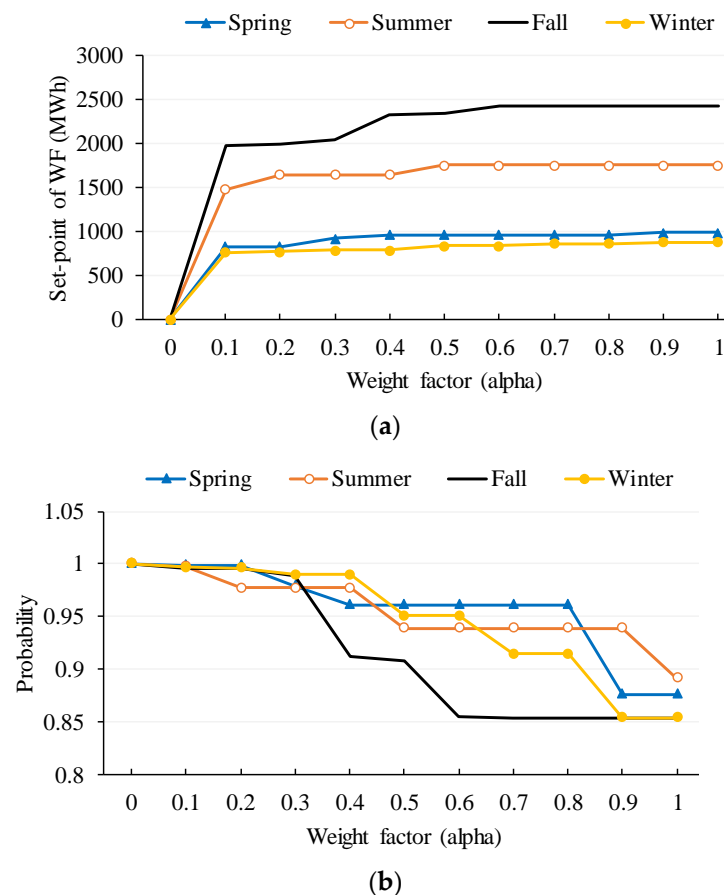 Spring Summer Fall Winter
3000
2500
2000
1500
1000
500
0
Set-point of WF (MWh)
0 0.1 0.2 0.3 0.4 0.5 0.6 0.7 0.8 0.9 1
Weight factor (alpha)
(a)
Spring Summer Fall Winter
1.05
1
0.95
0.9
0.85
0.8
Probability
0 0.1 0.2 0.3 0.4 0.5 0.6 0.7 0.8 0.9 1
Weight factor (alpha)
(b)